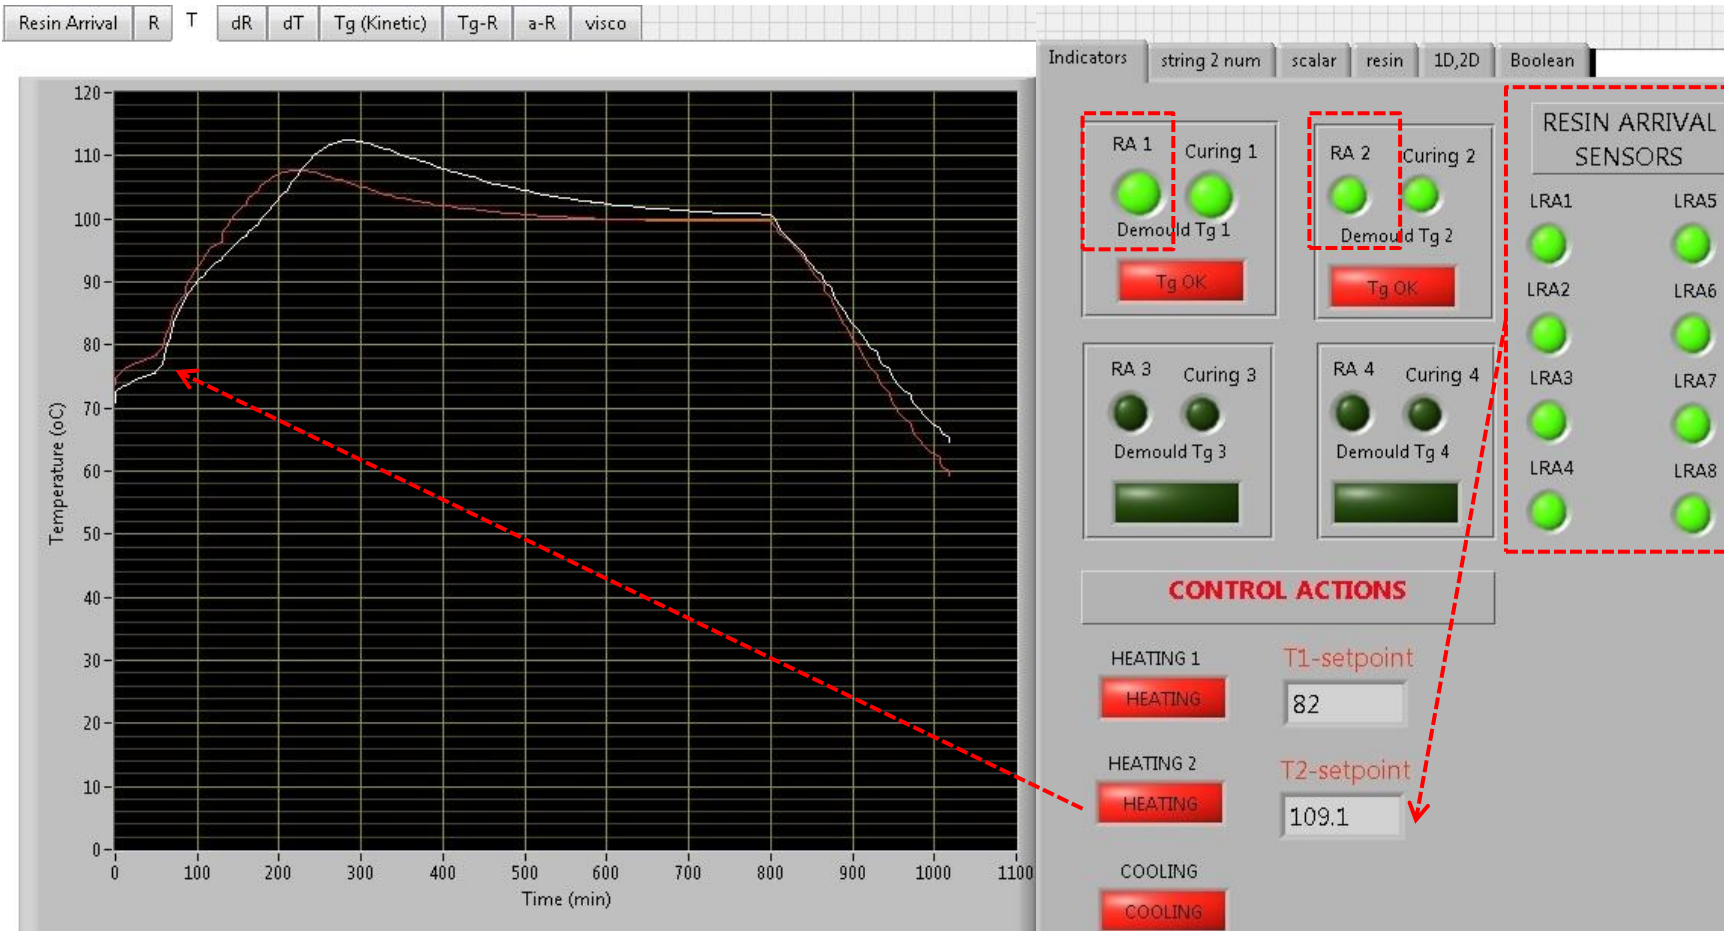 Resin Arrival R T dR dT Tg (Kinetic) Tg-R a-R visco
120
110
100
90
80
70
60
50
40
30
20
10
0
Temperature (oC)
0 100 200 300 400 500 600 700 800 900 1000 1100
Time (min)
Indicators string 2 num scalar resin 1D,2D Boolean
RA 1 Curing 1
Demould Tg 1
Tg OK
RA 2 Curing 2
Demould Tg 2
Tg OK
RA 3 Curing 3
Demould Tg 3
RA 4 Curing 4
Demould Tg 4
RESIN ARRIVAL
SENSORS
LRA1 LRA5
LRA2 LRA6
LRA3 LRA7
LRA4 LRA8
CONTROL ACTIONS
HEATING 1 T1-setpoint
HEATING 82
HEATING 2 T2-setpoint
HEATING 109.1
COOLING
COOLING